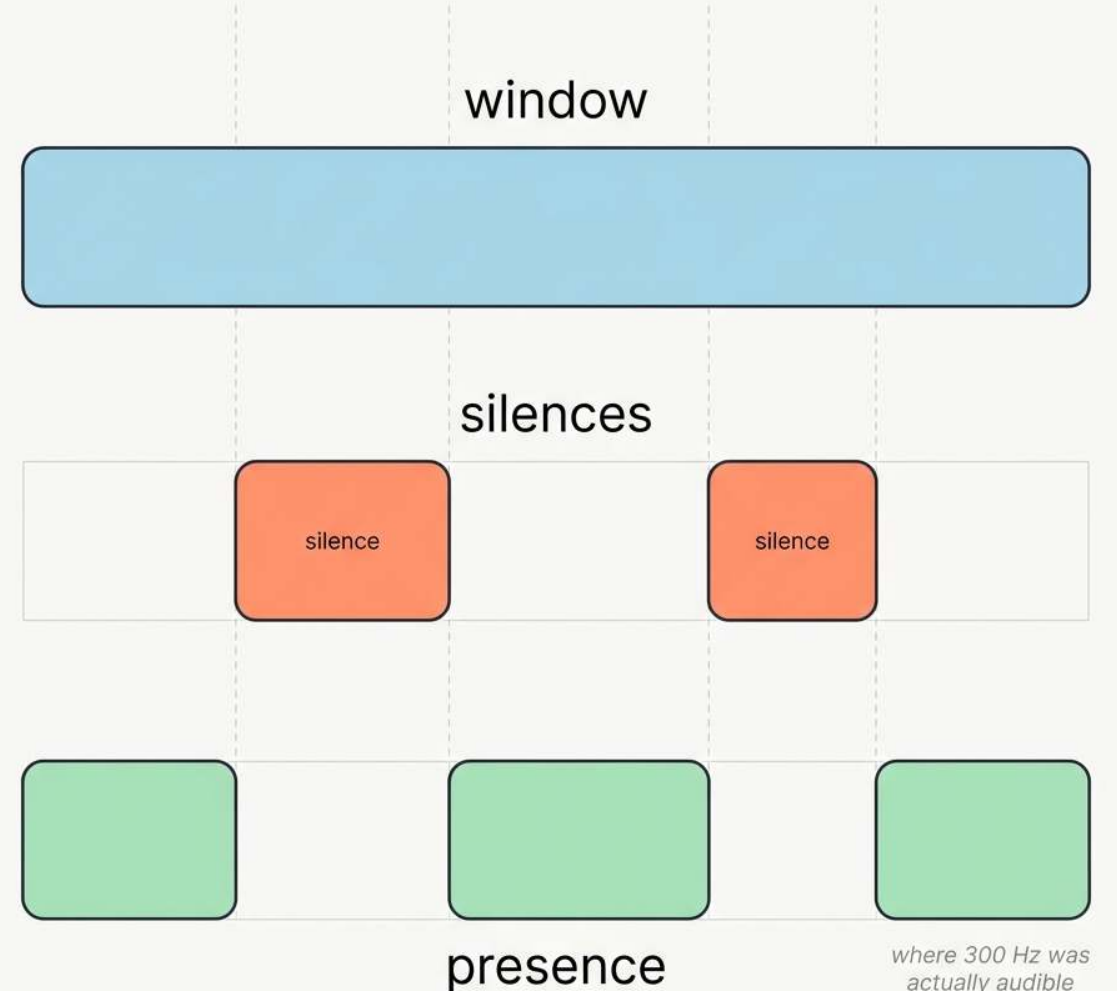 window
silences
silence
silence
presence
where 300 Hz was
actually audible